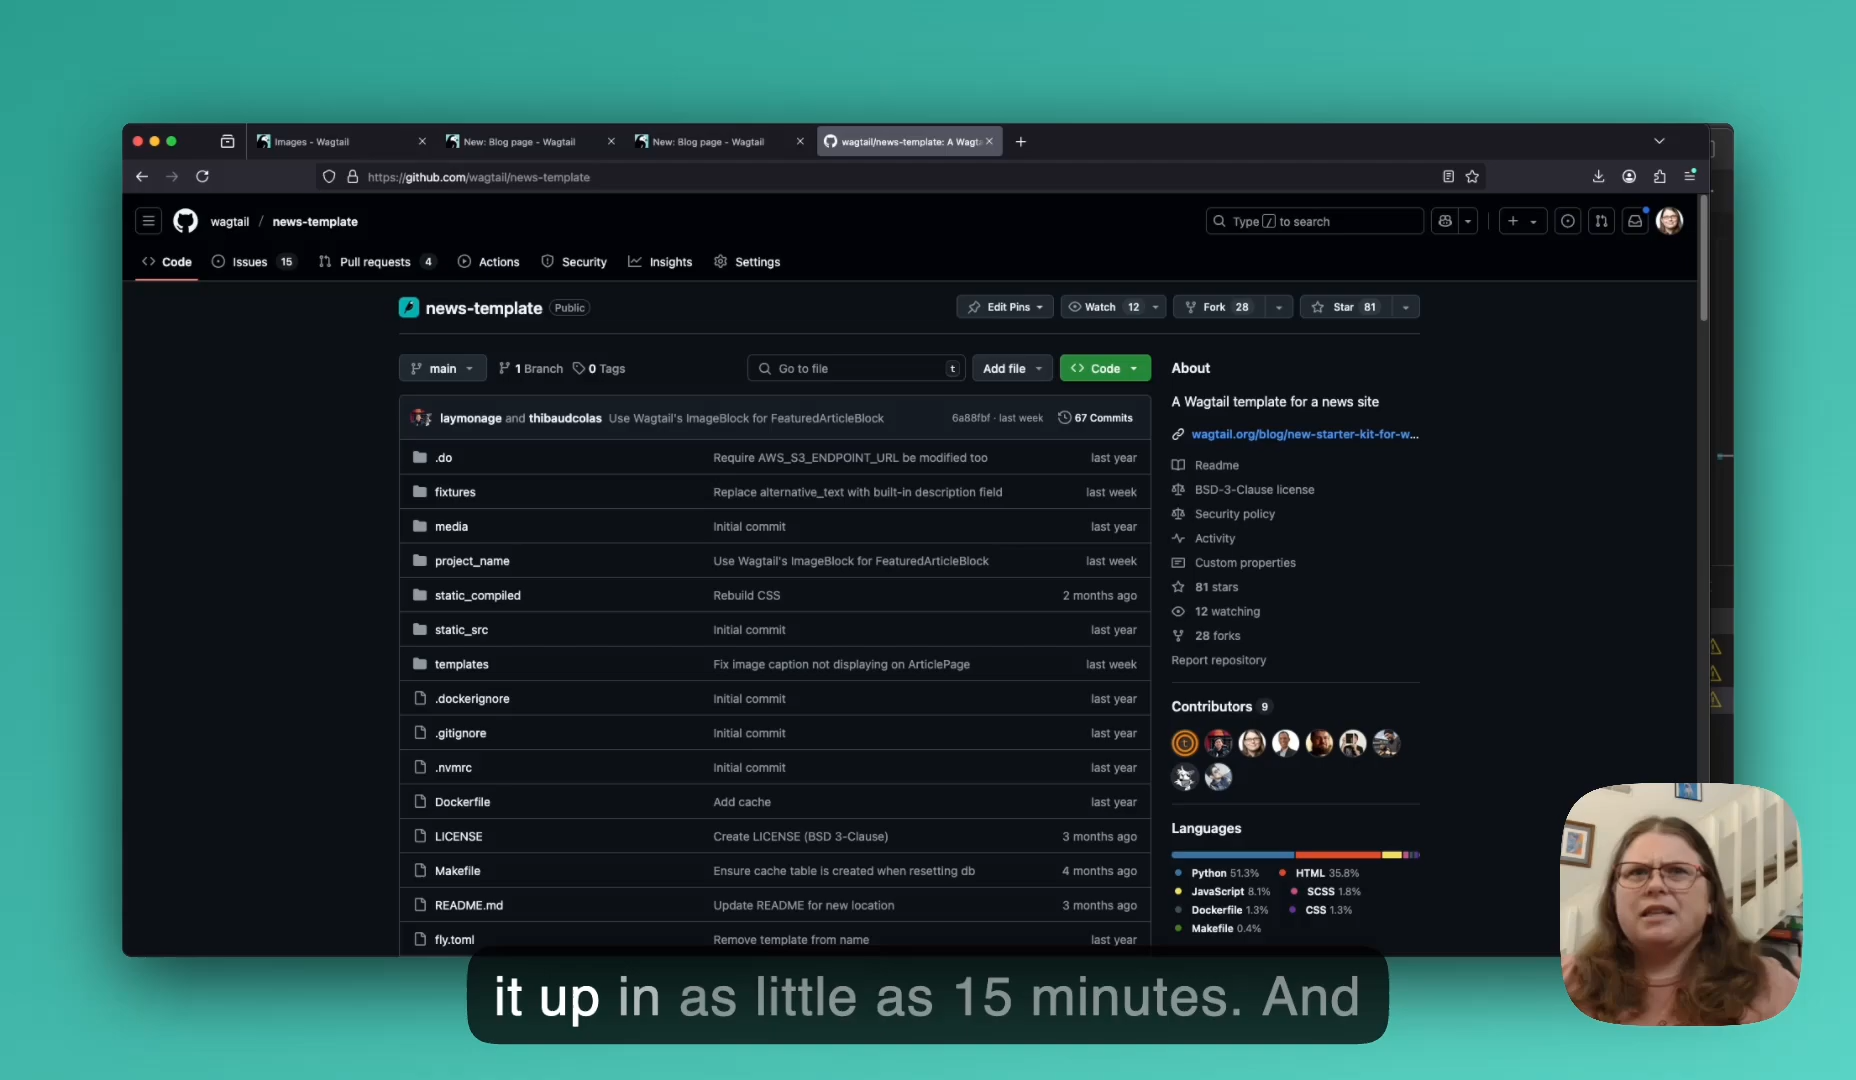 Images - Wagtail
New: Blog page - Wagtail
New: Blog page - Wagtail
wagtail/news-template: A Wagt
https://github.com/wagtail/news-template
wagtail / news-template
Type / to search
Code
Issues 15
Pull requests 4
Actions
Security
Insights
Settings
news-template Public
Edit Pins
Watch 12
Fork 28
Star 81
main
1 Branch
0 Tags
Go to file t
Add file
Code
laymonage and thibaudcolas Use Wagtail's ImageBlock for FeaturedArticleBlock 6a88fbf · last week 67 Commits
.do Require AWS_S3_ENDPOINT_URL be modified too last year
fixtures Replace alternative_text with built-in description field last week
media Initial commit last year
project_name Use Wagtail's ImageBlock for FeaturedArticleBlock last week
static_compiled Rebuild CSS 2 months ago
static_src Initial commit last year
templates Fix image caption not displaying on ArticlePage last week
.dockerignore Initial commit last year
.gitignore Initial commit last year
.nvmrc Initial commit last year
Dockerfile Add cache last year
LICENSE Create LICENSE (BSD 3-Clause) 3 months ago
Makefile Ensure cache table is created when resetting db 4 months ago
README.md Update README for new location 3 months ago
fly.toml Remove template from name last year
About
A Wagtail template for a news site
wagtail.org/blog/new-starter-kit-for-w...
Readme
BSD-3-Clause license
Security policy
Activity
Custom properties
81 stars
12 watching
28 forks
Report repository
Contributors 9
Languages
Python 51.3% HTML 35.8%
JavaScript 8.1% SCSS 1.8%
Dockerfile 1.3% CSS 1.3%
Makefile 0.4%
it up in as little as 15 minutes. And